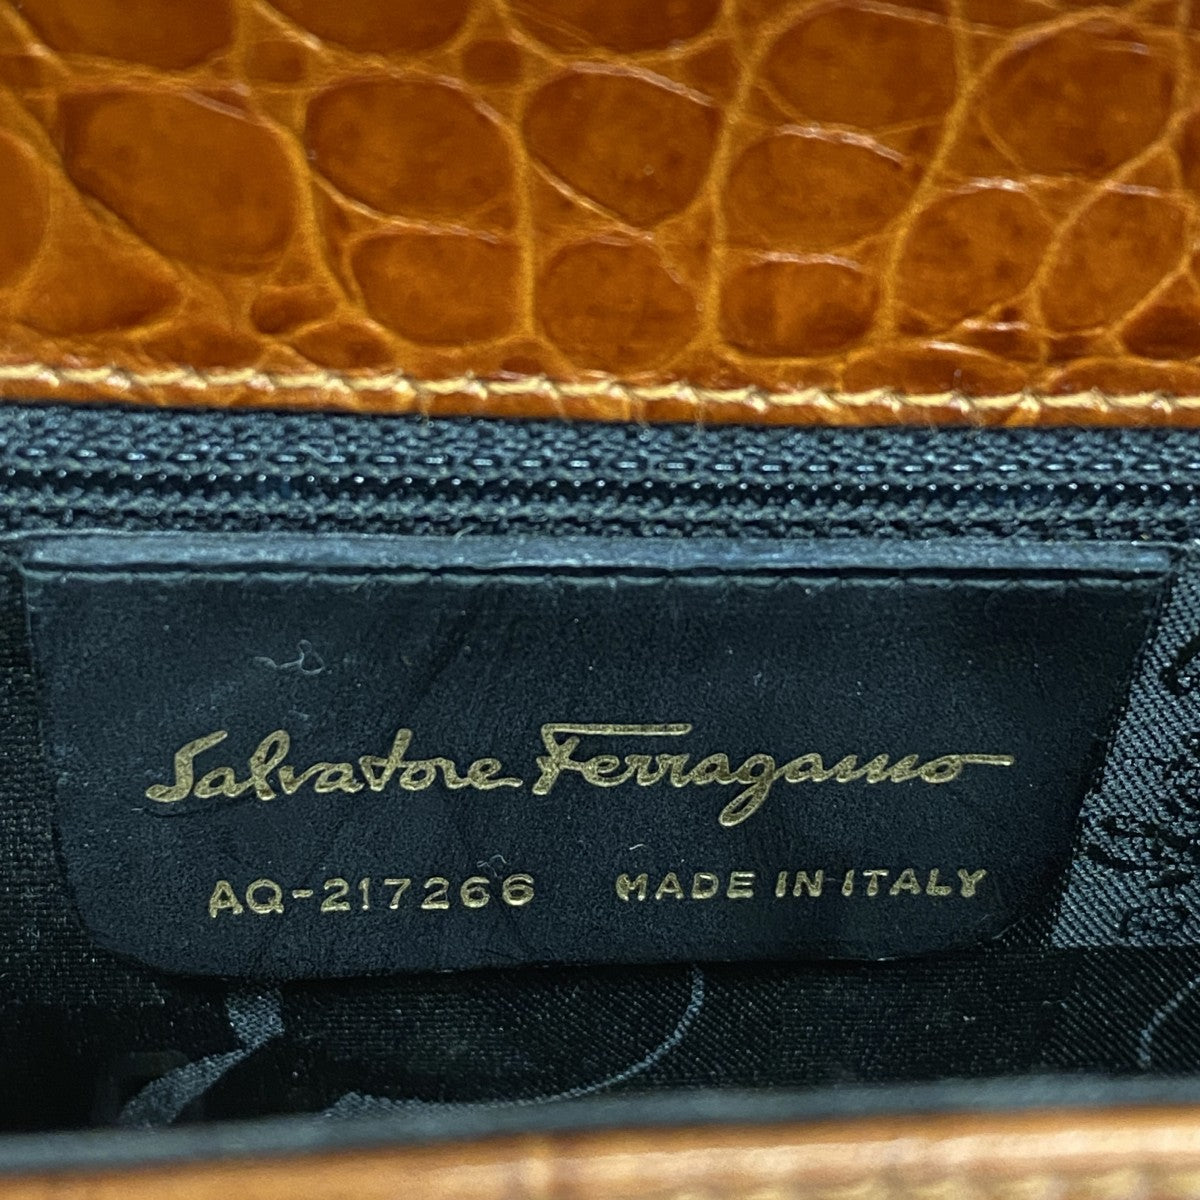 Salvatore Ferragamo
AQ-217266 MADE IN ITALY